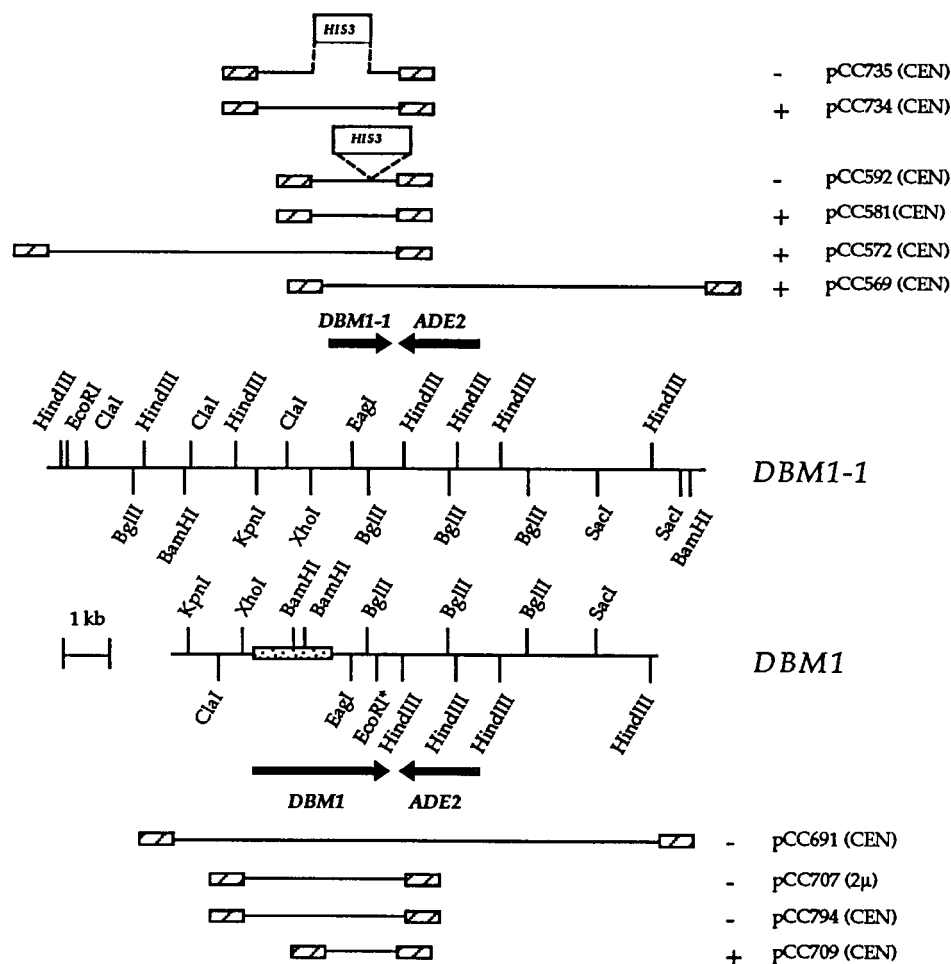 HIS3
- pCC735 (CEN)
+ pCC734 (CEN)
HIS3
- pCC592 (CEN)
+ pCC581(CEN)
+ pCC572 (CEN)
+ pCC569 (CEN)
DBM1-1 ADE2
HindIII EcoRI ClaI HindIII ClaI HindIII ClaI EagI HindIII HindIII HindIII HindIII
DBM1-1
BglII BamHI KpnI XhoI BglII BglII BglII SacI SacI BamHI
KpnI XhoI BamHI BamHI BglII BglII BglII SacI
1 kb
DBM1
ClaI EagI EcoRI* HindIII HindIII HindIII HindIII
DBM1 ADE2
- pCC691 (CEN)
- pCC707 (2μ)
- pCC794 (CEN)
+ pCC709 (CEN)